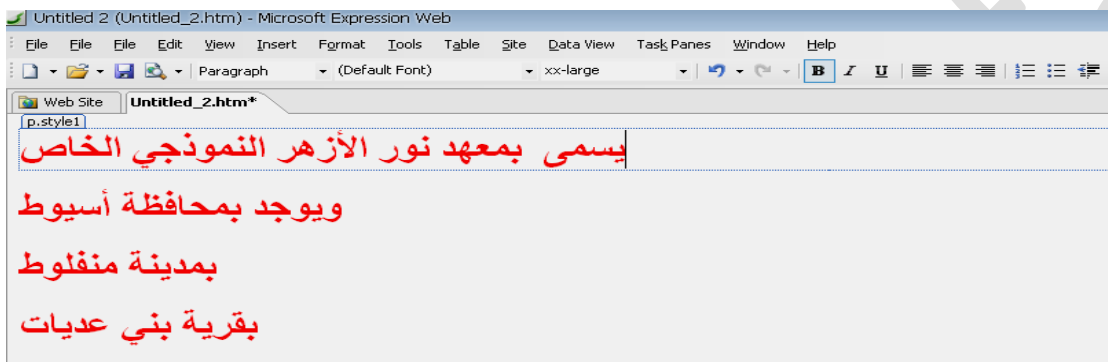 Untitled 2 (Untitled_2.htm) - Microsoft Expression Web
File File File Edit View Insert Format Tools Table Site Data View Task Panes Window Help
Paragraph (Default Font) xx-large B I U
Web Site Untitled_2.htm*
p.style1
يسمى بمعهد نور الأزهر النموذجي الخاص
ويوجد بمحافظة أسيوط
بمدينة منفلوط
بقرية بني عديات